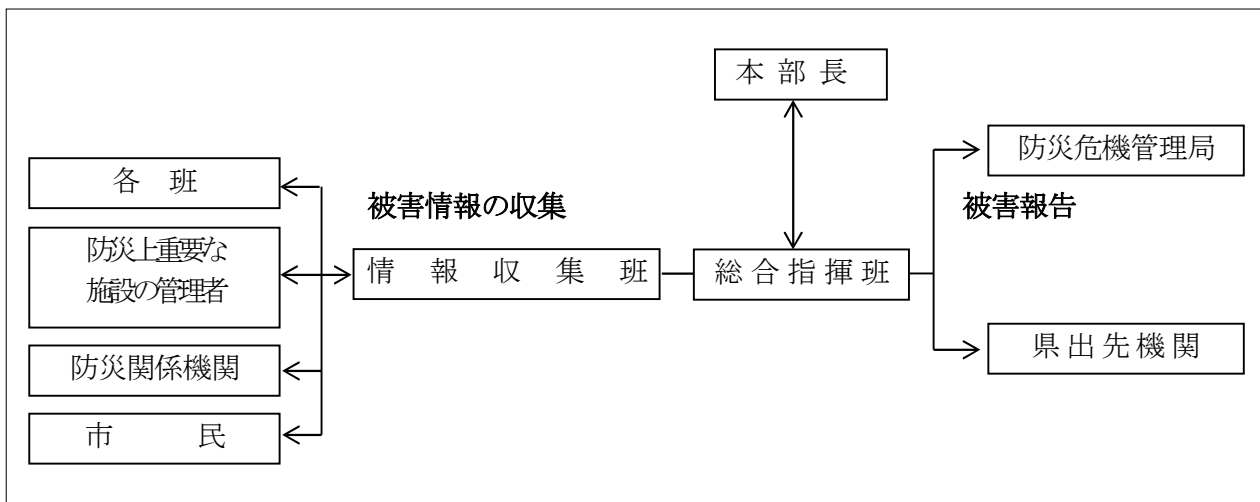 本部長
防災危機管理局
各班
被害情報の収集
被害報告
防災上重要な
施設の管理者
情報収集班
総合指揮班
県出先機関
防災関係機関
市民